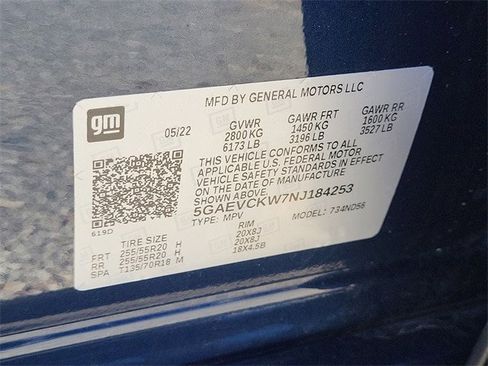 gm
MFD BY GENERAL MOTORS LLC
05/22 GVWR GAWR FRT GAWR RR
2800 KG 1450 KG 1600 KG
6173 LB 3196 LB 3527 LB
THIS VEHICLE CONFORMS TO ALL
APPLICABLE U.S. FEDERAL MOTOR
VEHICLE SAFETY STANDARDS IN EFFECT
ON THE DATE OF MANUFACTURE
SHOWN ABOVE.
5GAEVCKW7NJ184253
619D
TYPE: MPV MODEL: 734ND56
TIRE SIZE RIM
FRT 255/55R20 H 20X8J
RR 255/55R20 H 20X8J
SPA T135/70R18 M 18X4.5B